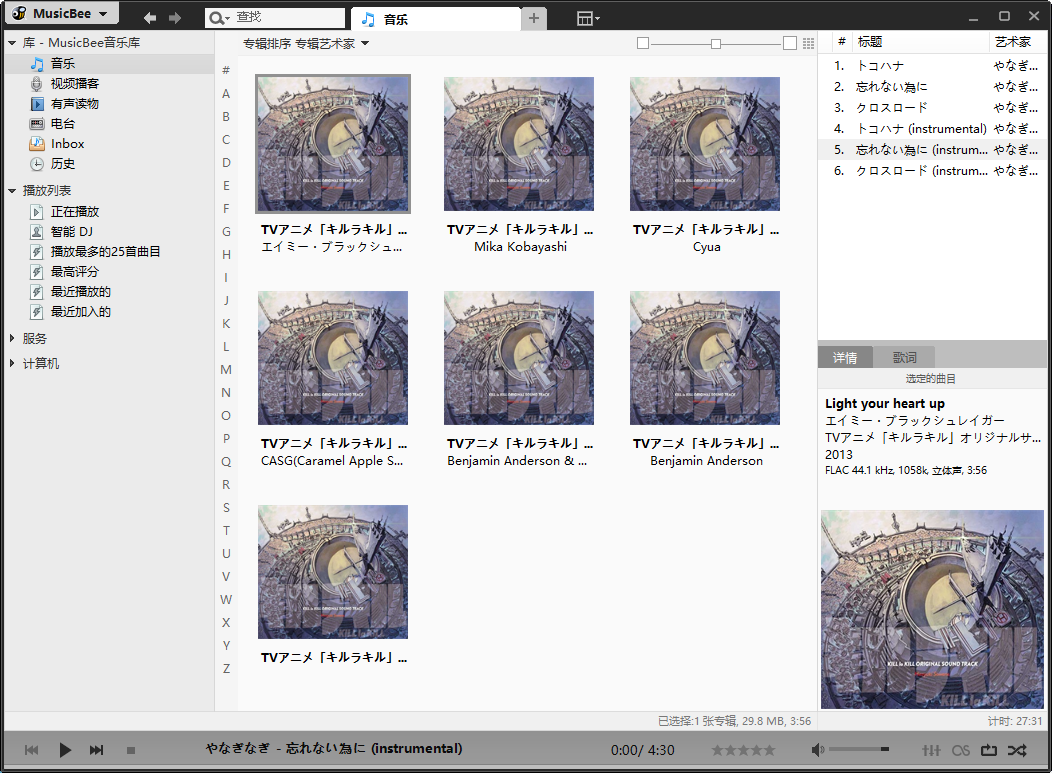 MusicBee
查找
音乐
库 - MusicBee音乐库
音乐
视频播客
有声读物
电台
Inbox
历史
播放列表
正在播放
智能 DJ
播放最多的25首曲目
最高评分
最近播放的
最近加入的
服务
计算机
专辑排序 专辑艺术家
#
A
B
C
D
E
F
G
H
I
J
K
L
M
N
O
P
Q
R
S
T
U
V
W
X
Y
Z
TVアニメ「キルラキル」...
エイミー・ブラックシュ...
TVアニメ「キルラキル」...
Mika Kobayashi
TVアニメ「キルラキル」...
Cyua
TVアニメ「キルラキル」...
CASG(Caramel Apple S...
TVアニメ「キルラキル」...
Benjamin Anderson & ...
TVアニメ「キルラキル」...
Benjamin Anderson
TVアニメ「キルラキル」...
# 标题 艺术家
1. トコハナ やなぎ...
2. 忘れない為に やなぎ...
3. クロスロード やなぎ...
4. トコハナ (instrumental) やなぎ...
5. 忘れない為に (instrum... やなぎ...
6. クロスロード (instrum... やなぎ...
详情 歌词
选定的曲目
Light your heart up
エイミー・ブラックシュレイガー
TVアニメ「キルラキル」オリジナルサ...
2013
FLAC 44.1 kHz, 1058k, 立体声, 3:56
KILL la KILL ORIGINAL SOUND TRACK
KILL la KILL
已选择:1 张专辑, 29.8 MB, 3:56
计时: 27:31
やなぎなぎ - 忘れない為に (instrumental)
0:00/ 4:30